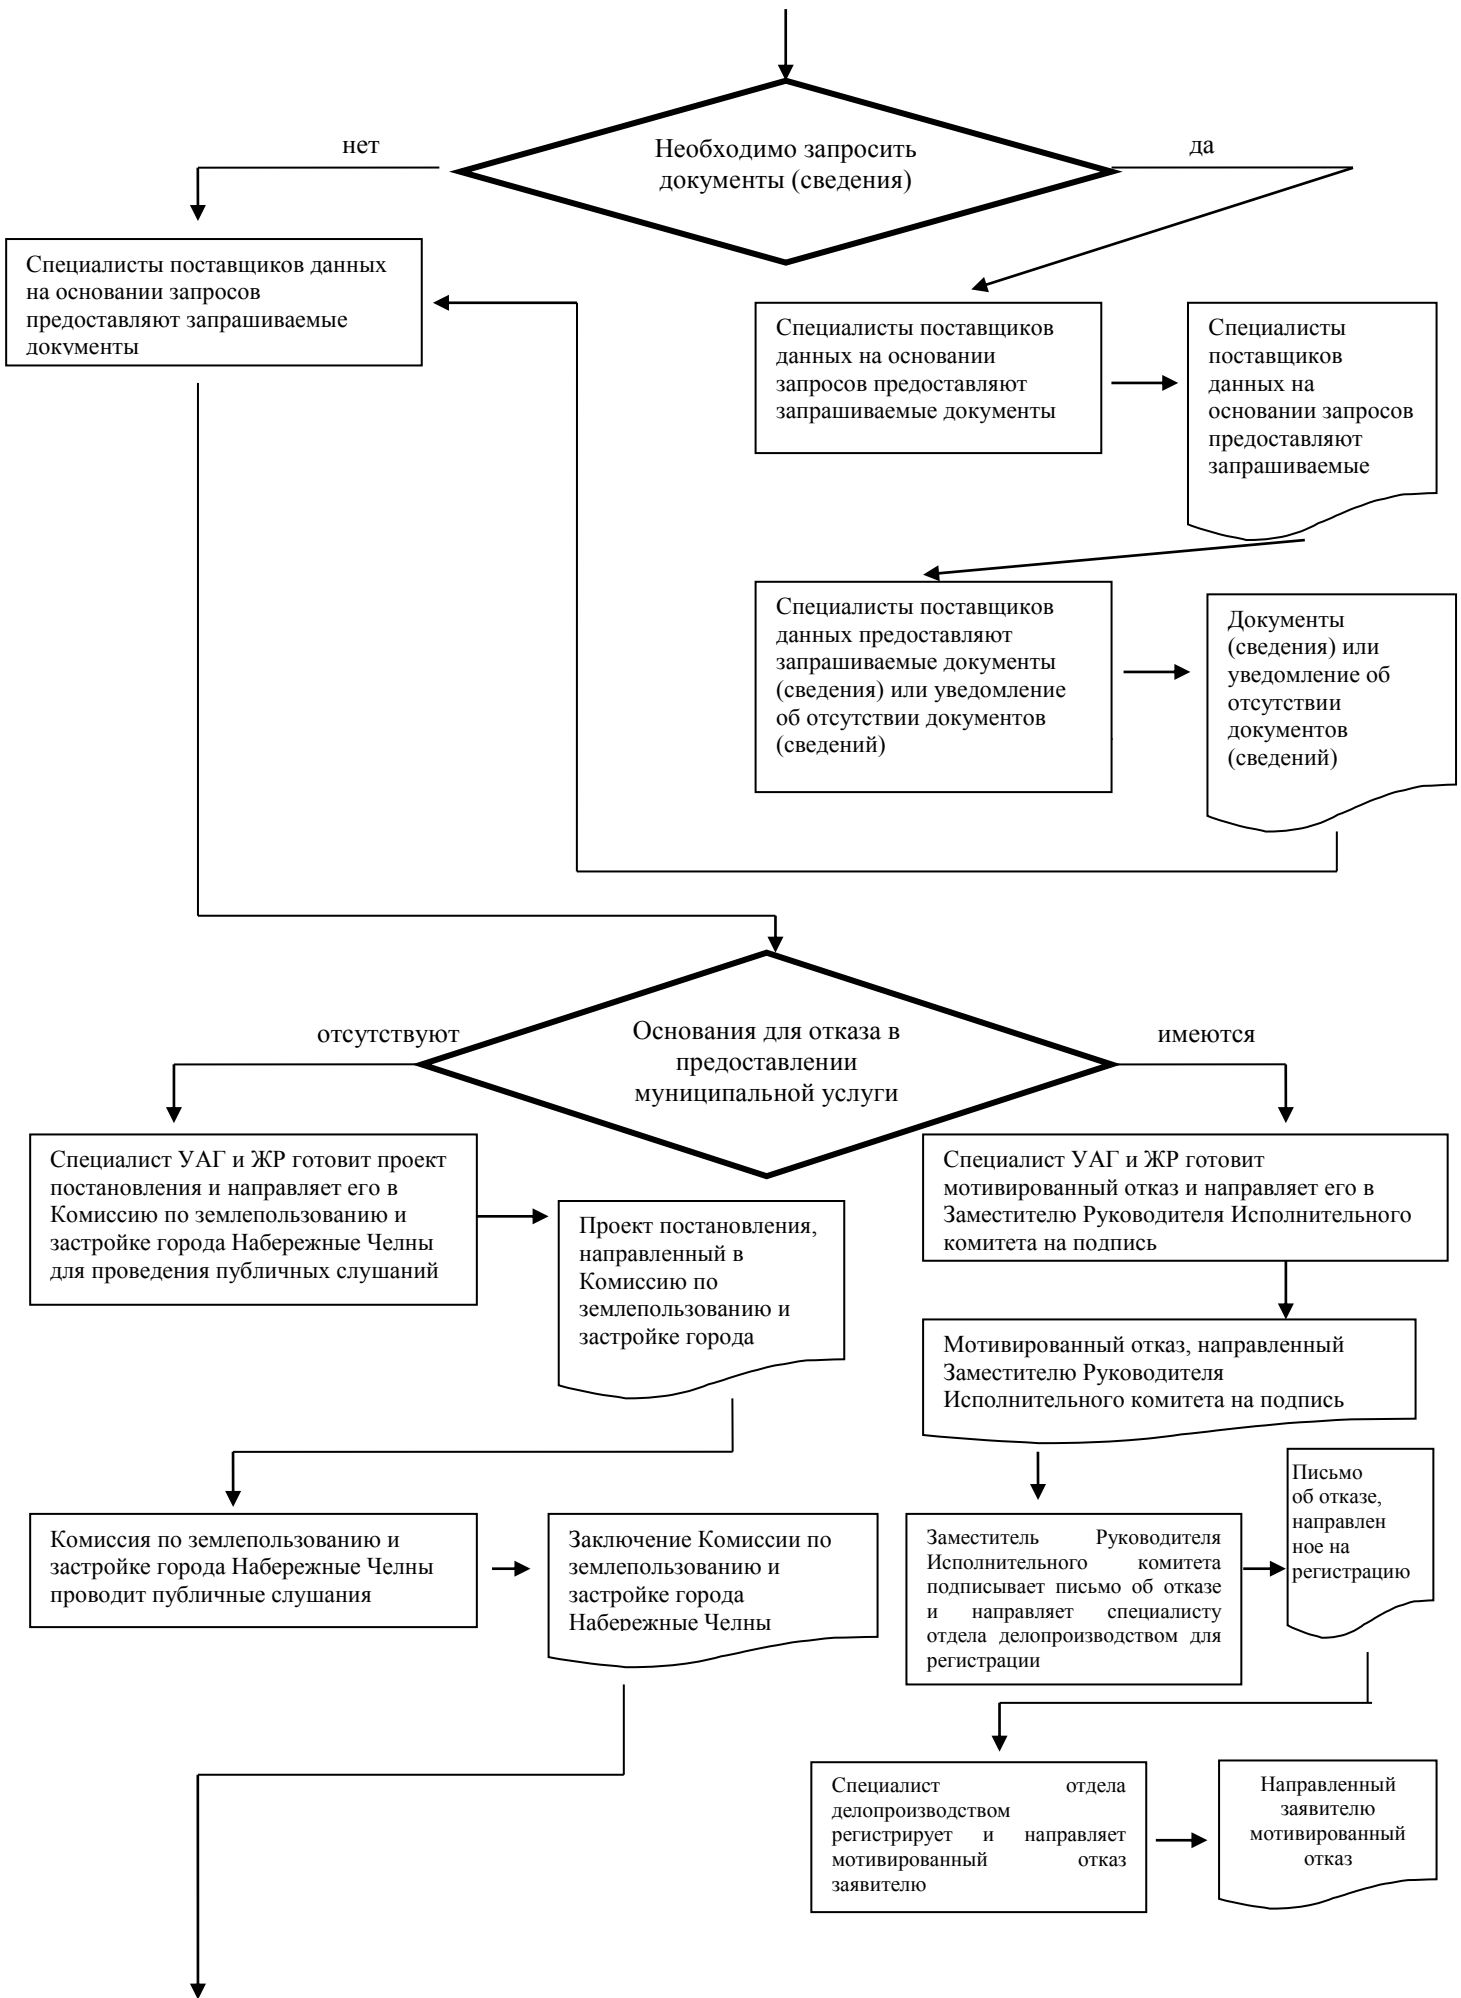 нет
Необходимо запросить
документы (сведения)
да
Специалисты поставщиков данных
на основании запросов
предоставляют запрашиваемые
документы
Специалисты поставщиков
данных на основании
запросов предоставляют
запрашиваемые документы
Специалисты
поставщиков
данных на
основании запросов
предоставляют
запрашиваемые
Специалисты поставщиков
данных предоставляют
запрашиваемые документы
(сведения) или уведомление
об отсутствии документов
(сведений)
Документы
(сведения) или
уведомление об
отсутствии
документов
(сведений)
отсутствуют
Основания для отказа в
предоставлении
муниципальной услуги
имеются
Специалист УАГ и ЖР готовит проект
постановления и направляет его в
Комиссию по землепользованию и
застройке города Набережные Челны
для проведения публичных слушаний
Проект постановления,
направленный в
Комиссию по
землепользованию и
застройке города
Специалист УАГ и ЖР готовит
мотивированный отказ и направляет его в
Заместителю Руководителя Исполнительного
комитета на подпись
Мотивированный отказ, направленный
Заместителю Руководителя
Исполнительного комитета на подпись
Комиссия по землепользованию и
застройке города Набережные Челны
проводит публичные слушания
Заключение Комиссии по
землепользованию и
застройке города
Набережные Челны
Заместитель Руководителя
Исполнительного комитета
подписывает письмо об отказе
и направляет специалисту
отдела делопроизводством для
регистрации
Письмо
об отказе,
направлен
ное на
регистрацию
Специалист отдела
делопроизводством
регистрирует и направляет
мотивированный отказ
заявителю
Направленный
заявителю
мотивированный
отказ